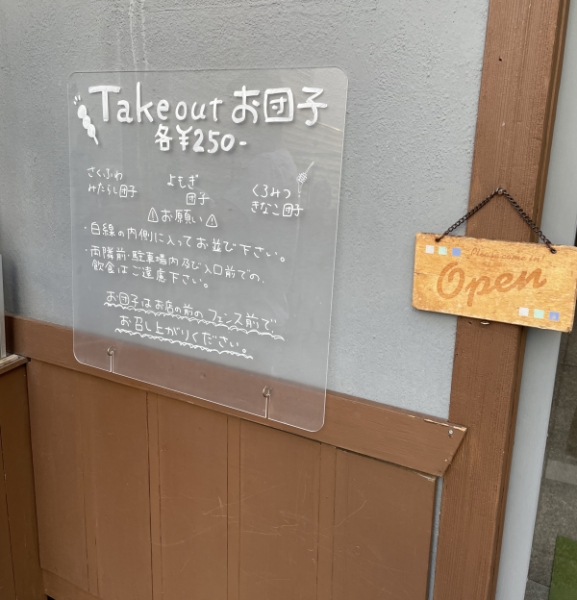 Takeout お団子
各¥250-
さくふわ
みたらし団子
よもぎ
団子
くるみつ
きなこ団子
⚠お願い⚠
・白線の内側に入ってお並び下さい。
・両隣前・駐車場内及び入口前での、
飲食はご遠慮下さい。
お団子はお店の前のフェンス前で、
お召し上がりください。
Open